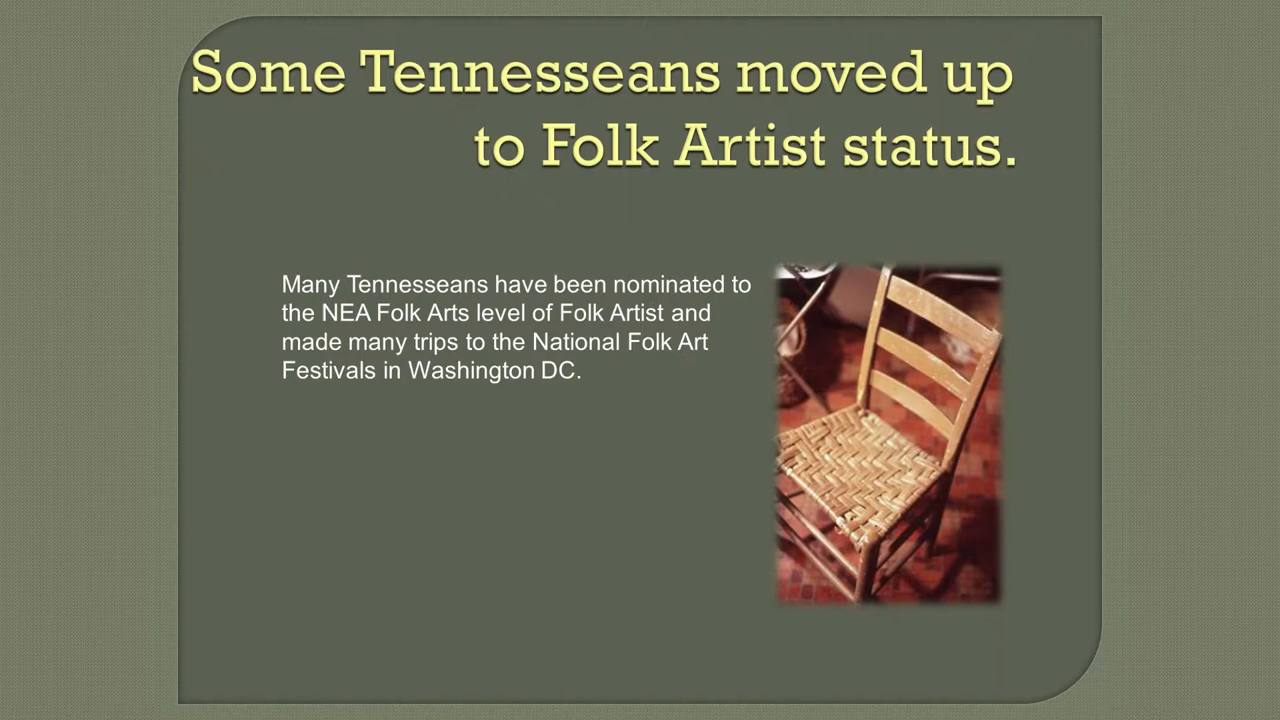 Some Tennesseans moved up
to Folk Artist status.
Many Tennesseans have been nominated to
the NEA Folk Arts level of Folk Artist and
made many trips to the National Folk Art
Festivals in Washington DC.